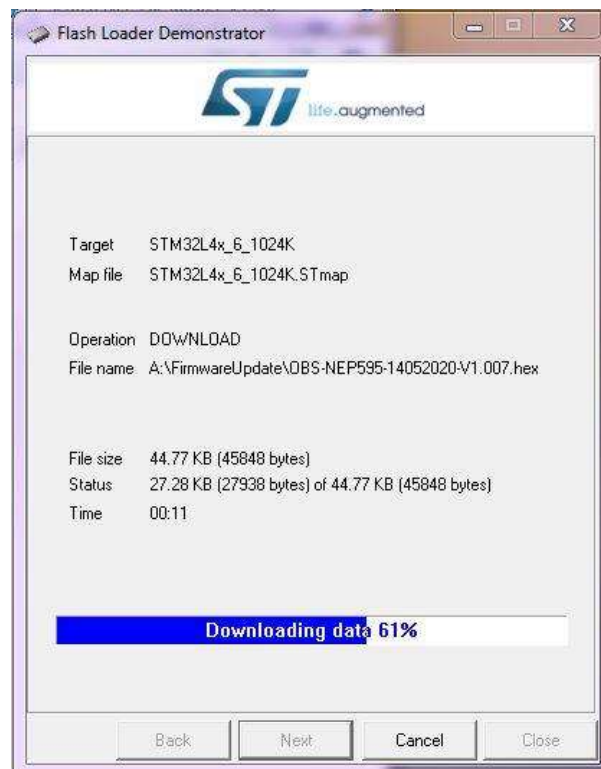 Flash Loader Demonstrator
ST life.augmented
Target STM32L4x_6_1024K
Map file STM32L4x_6_1024K.STmap
Operation DOWNLOAD
File name A:\FirmwareUpdate\OBS-NEP595-14052020-V1.007.hex
File size 44.77 KB (45848 bytes)
Status 27.28 KB (27938 bytes) of 44.77 KB (45848 bytes)
Time 00:11
Downloading data 61%
Back Next Cancel Close